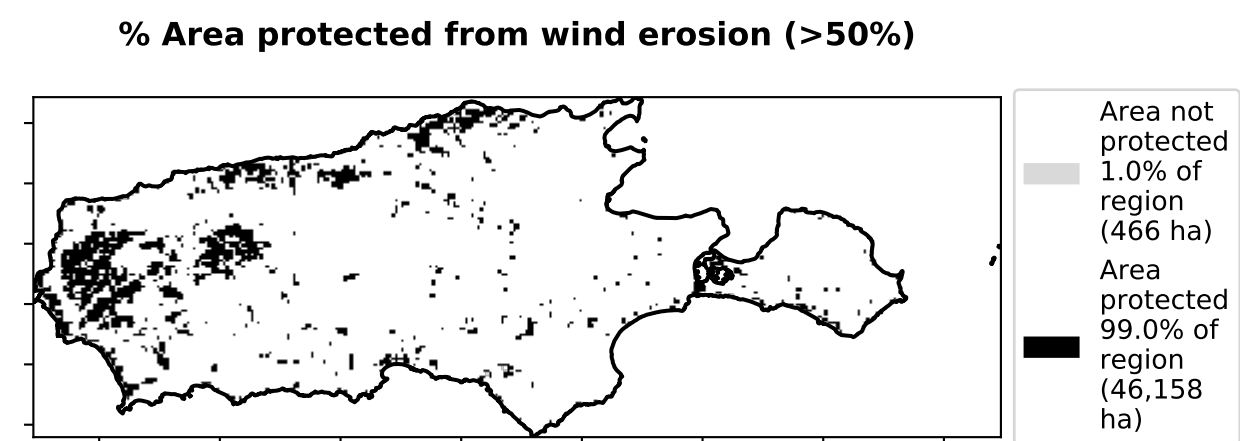 % Area protected from wind erosion (>50%)
Area not
protected
1.0% of
region
(466 ha)
Area
protected
99.0% of
region
(46,158
ha)